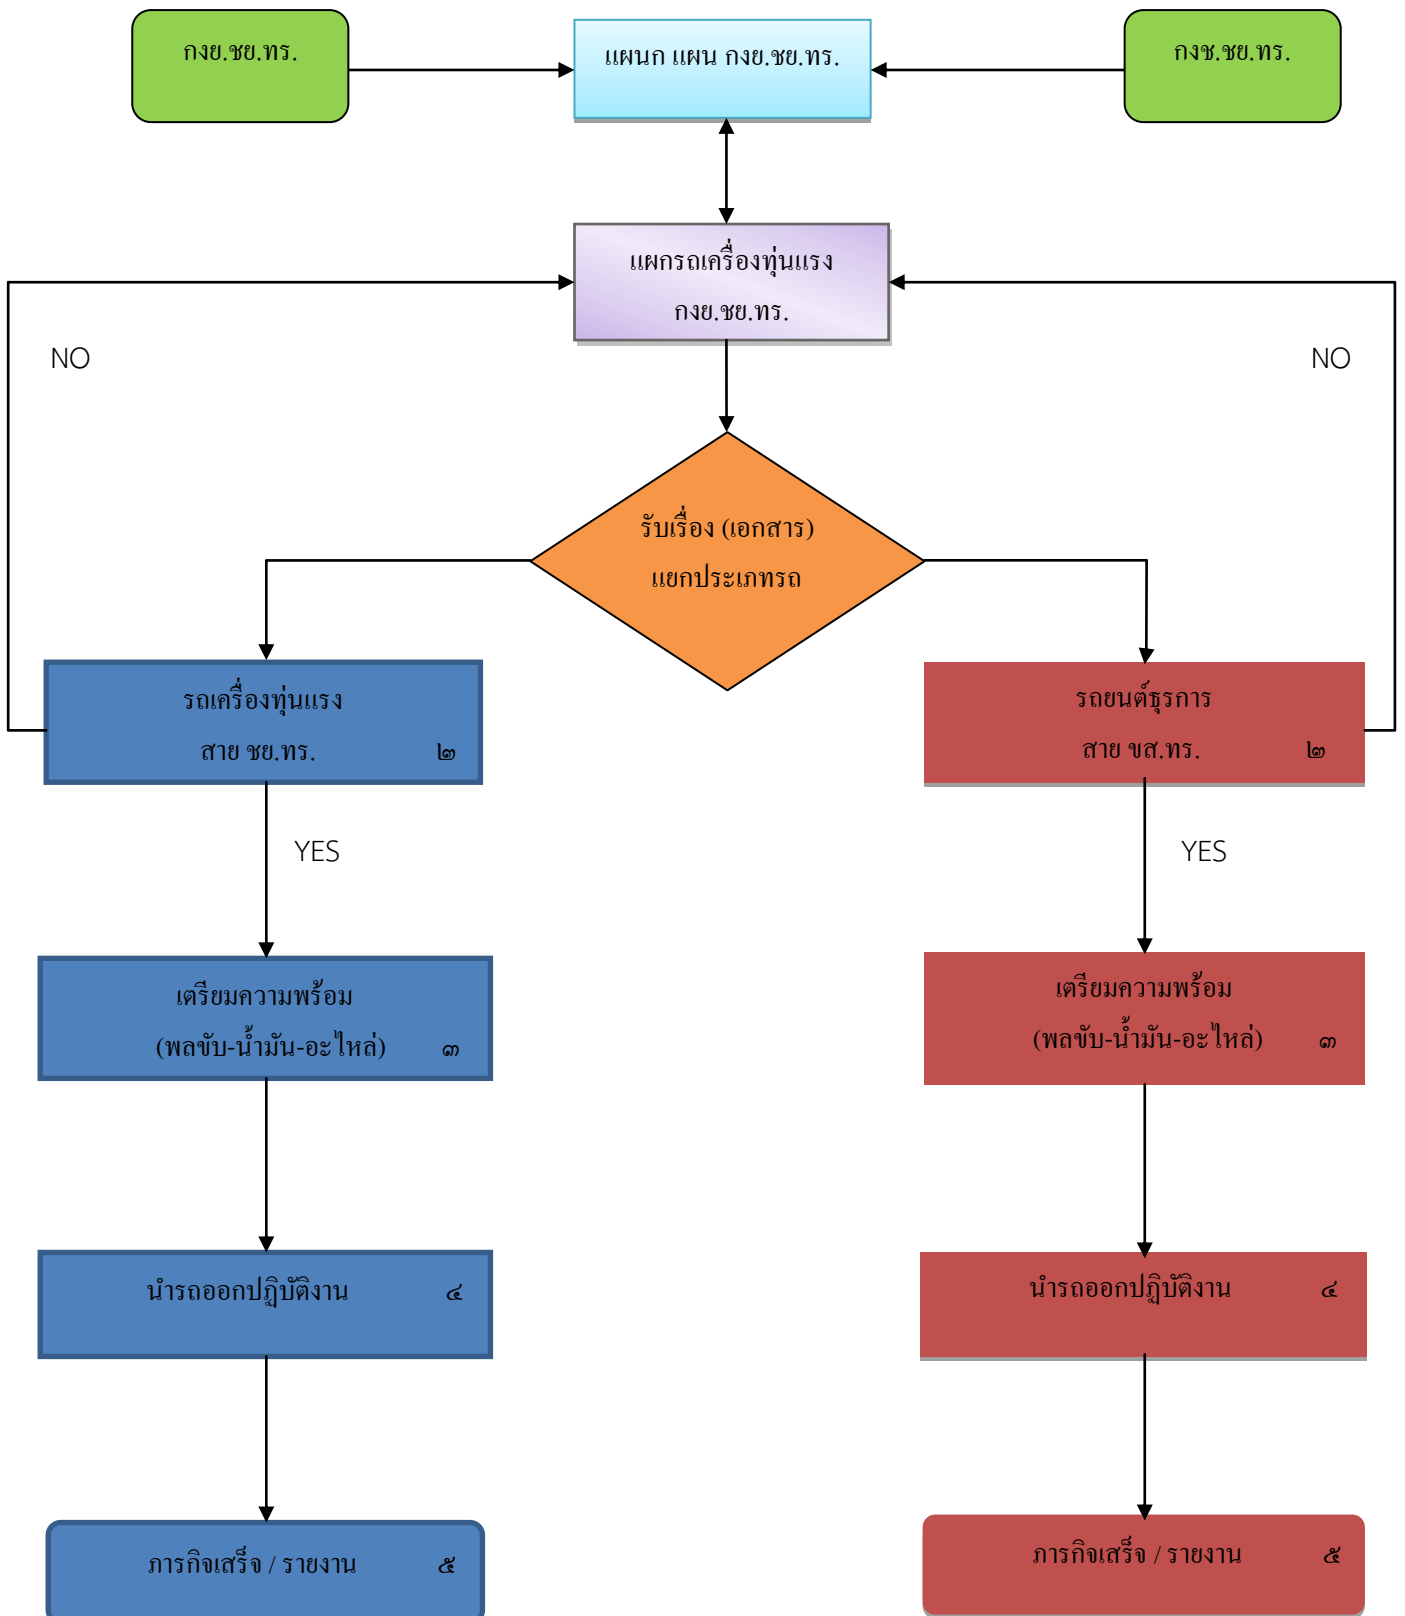 กงย.ชย.ทร.
แผนก แผน กงย.ชย.ทร.
กงช.ชย.ทร.
แผกรถเครื่องทุ่นแรง
กงย.ชย.ทร.
NO
NO
รับเรื่อง (เอกสาร)
แยกประเภทรถ
รถเครื่องทุ่นแรง
สาย ชย.ทร. ๒
รถยนต์ธุรการ
สาย ขส.ทร. ๒
YES
YES
เตรียมความพร้อม
(พลขับ-น้ำมัน-อะไหล่) ๓
เตรียมความพร้อม
(พลขับ-น้ำมัน-อะไหล่) ๓
นำรถออกปฏิบัติงาน ๔
นำรถออกปฏิบัติงาน ๔
ภารกิจเสร็จ / รายงาน ๕
ภารกิจเสร็จ / รายงาน ๕